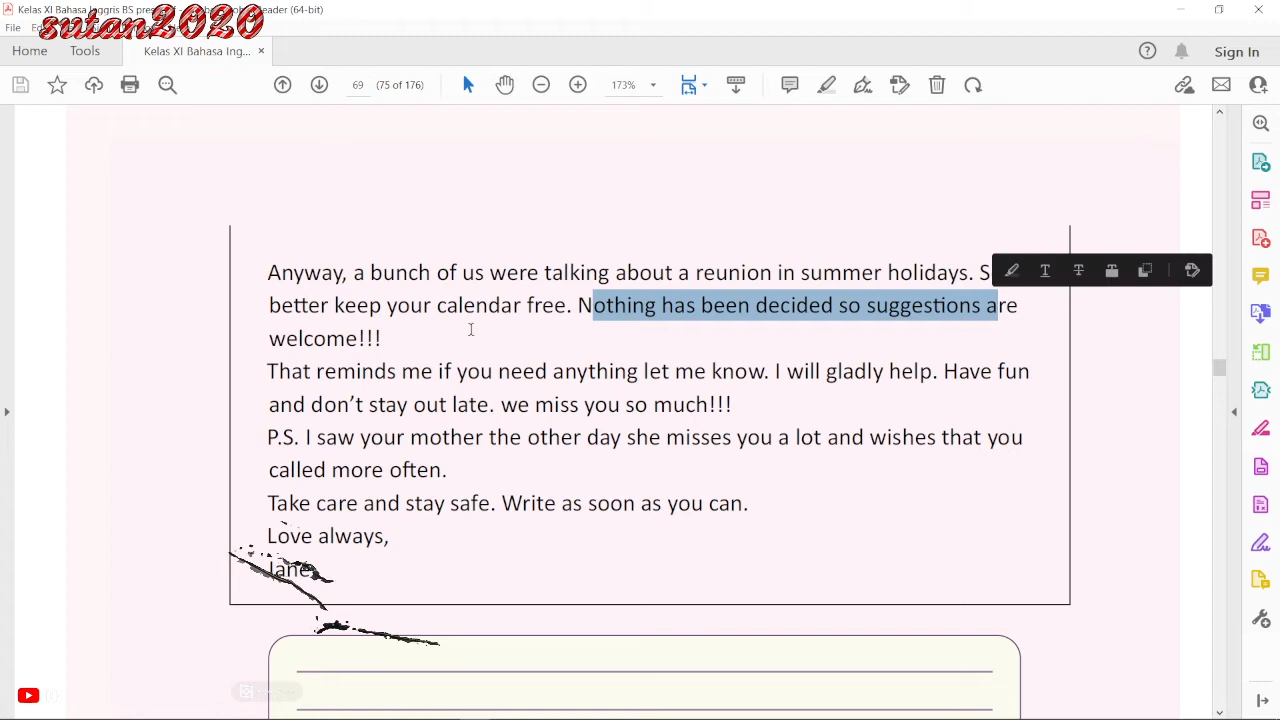 Kelas XI Bahasa Inggris BS pres
eader (64-bit)
sutan2020
File
Home
Tools
Kelas XI Bahasa Ing... ×
Sign In
69
(75 of 176)
173%
Anyway, a bunch of us were talking about a reunion in summer holidays. S
better keep your calendar free. Nothing has been decided so suggestions are
welcome!!!
That reminds me if you need anything let me know. I will gladly help. Have fun
and don't stay out late. we miss you so much!!!
P.S. I saw your mother the other day she misses you a lot and wishes that you
called more often.
Take care and stay safe. Write as soon as you can.
Love always,
Jane